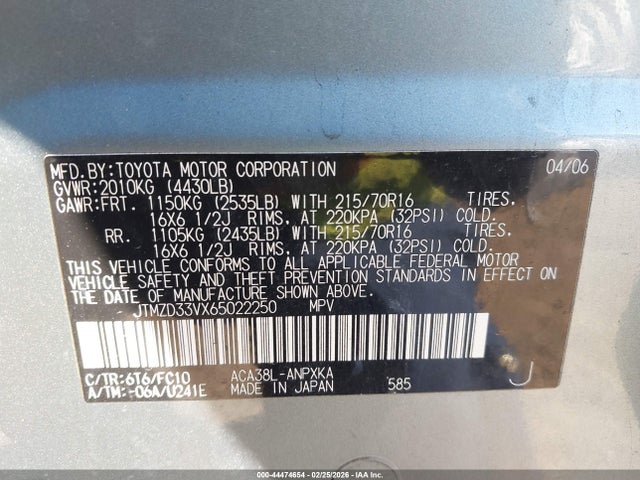 MFD.BY:TOYOTA MOTOR CORPORATION 04/06
GVWR:2010KG (4430LB)
GAWR:FRT. 1150KG (2535LB) WITH 215/70R16 TIRES,
16X6 1/2J RIMS, AT 220KPA (32PSI) COLD.
RR. 1105KG (2435LB) WITH 215/70R16 TIRES,
16X6 1/2J RIMS, AT 220KPA (32PSI) COLD.
THIS VEHICLE CONFORMS TO ALL APPLICABLE FEDERAL MOTOR
VEHICLE SAFETY AND THEFT PREVENTION STANDARDS IN EFFECT ON
THE DATE OF MANUFACTURE SHOWN ABOVE.
JTMZD33VX65022250 MPV
C/TR:6T6/FC10 ACA38L-ANPXKA J
A/TM:-06A/U241E MADE IN JAPAN 585
000-44474654 | 02/25/2026 | IAAI.COM